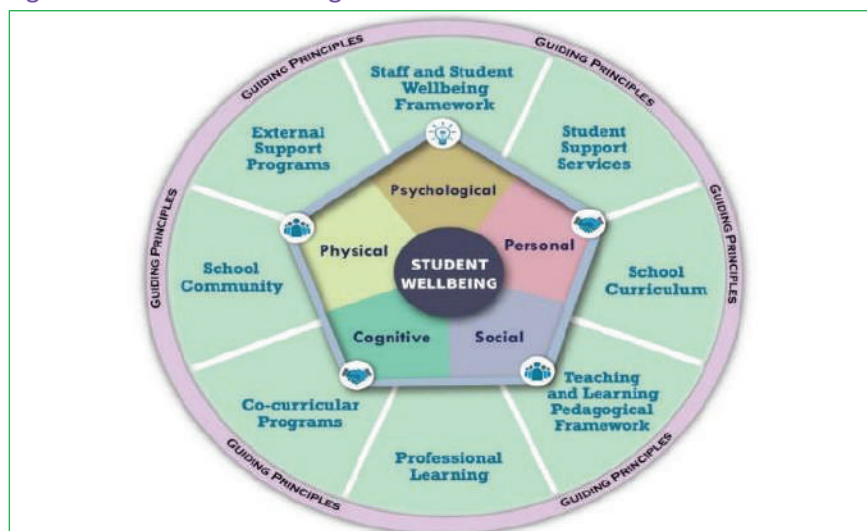 GUIDING PRINCIPLES
GUIDING PRINCIPLES
Staff and Student
Wellbeing
Framework
External
Support
Programs
Student
Support
Services
Psychological
GUIDING PRINCIPLES
GUIDING PRINCIPLES
Physical
Personal
School
Community
STUDENT
WELLBEING
School
Curriculum
Cognitive
Social
Co-curricular
Programs
Teaching
and Learning
Pedagogical
Framework
Professional
Learning
GUIDING PRINCIPLES
GUIDING PRINCIPLES